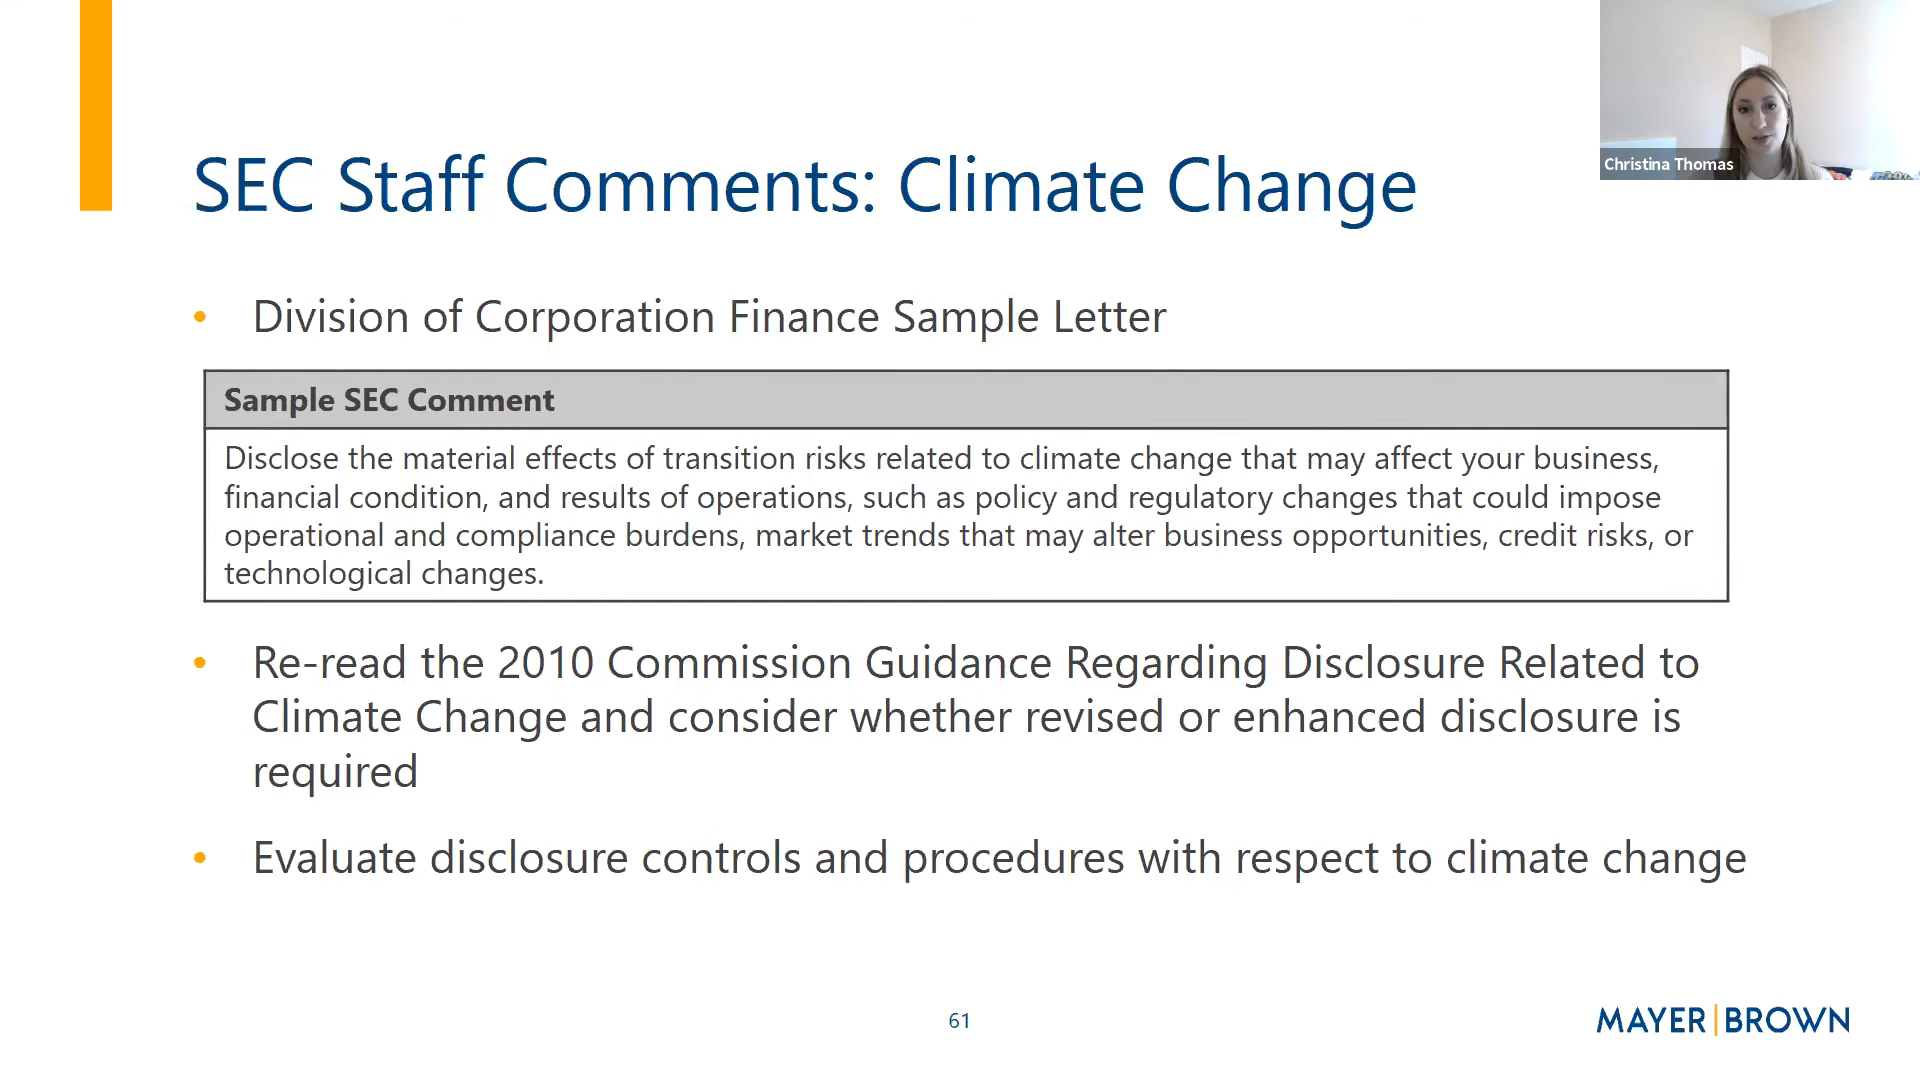 Christina Thomas
SEC Staff Comments: Climate Change
• Division of Corporation Finance Sample Letter
Sample SEC Comment
Disclose the material effects of transition risks related to climate change that may affect your business,
financial condition, and results of operations, such as policy and regulatory changes that could impose
operational and compliance burdens, market trends that may alter business opportunities, credit risks, or
technological changes.
• Re-read the 2010 Commission Guidance Regarding Disclosure Related to
Climate Change and consider whether revised or enhanced disclosure is
required
• Evaluate disclosure controls and procedures with respect to climate change
61
MAYER|BROWN